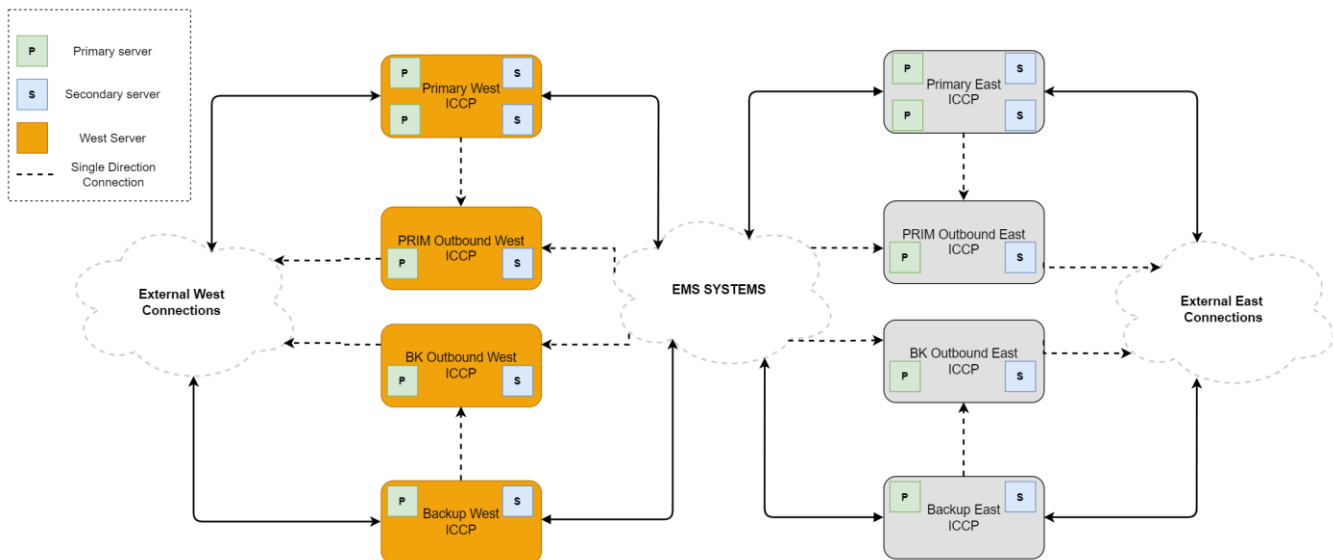 P
Primary server
S
Secondary server
West Server
Single Direction
Connection
P
S
Primary West
ICCP
P
S
P
S
Primary East
ICCP
P
S
PRIM Outbound West
ICCP
P
S
PRIM Outbound East
ICCP
P
S
External West
Connections
EMS SYSTEMS
External East
Connections
BK Outbound West
ICCP
P
S
BK Outbound East
ICCP
P
S
P
S
Backup West
ICCP
P
S
Backup East
ICCP